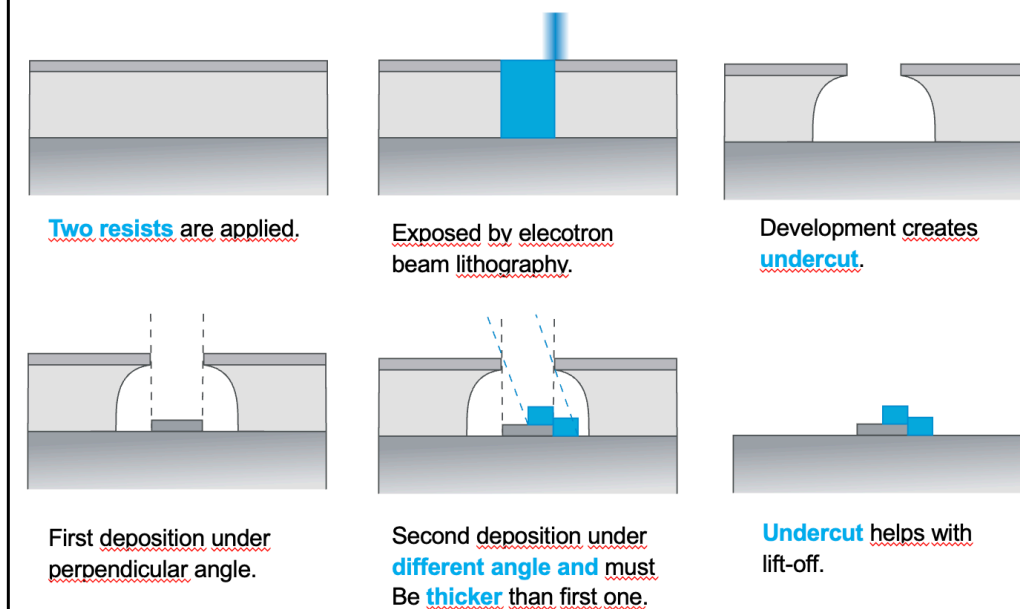 Two resists are applied.
Exposed by elecotron
beam lithography.
Development creates
undercut.
First deposition under
perpendicular angle.
Second deposition under
different angle and must
Be thicker than first one.
Undercut helps with
lift-off.